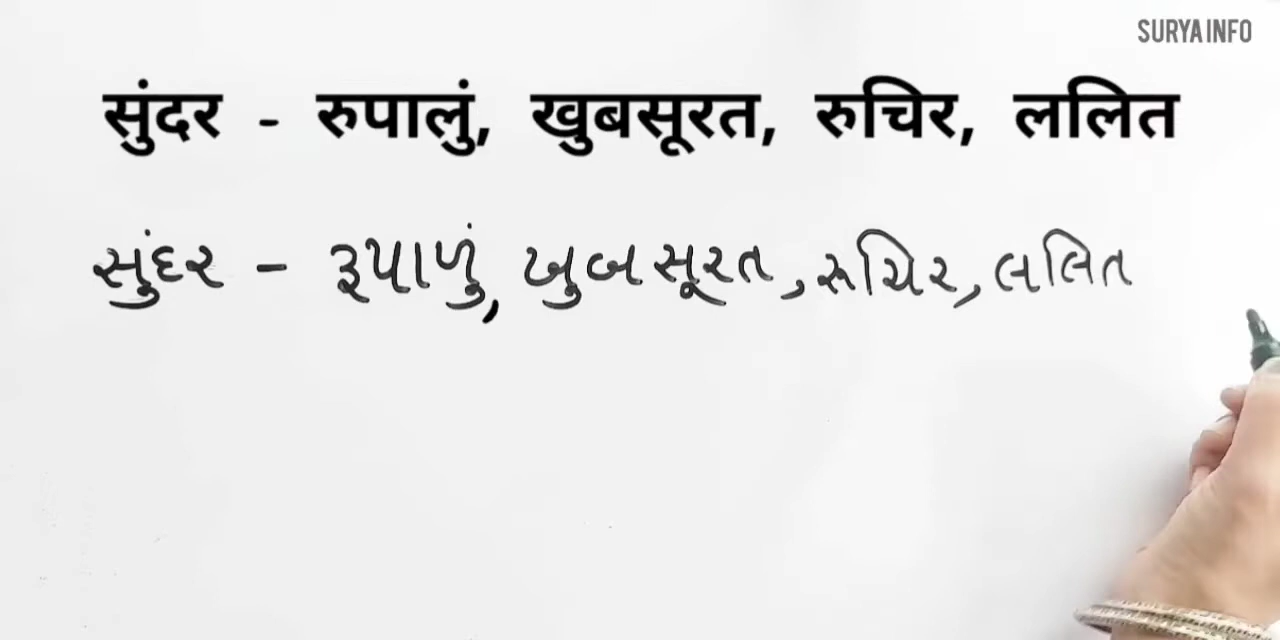 SURYA INFO
सुंदर - रुपालुं, खुबसूरत, रुचिर, ललित
સુંદર - રૂપાળું, ખુબસૂરત, રુચિર, લલિત